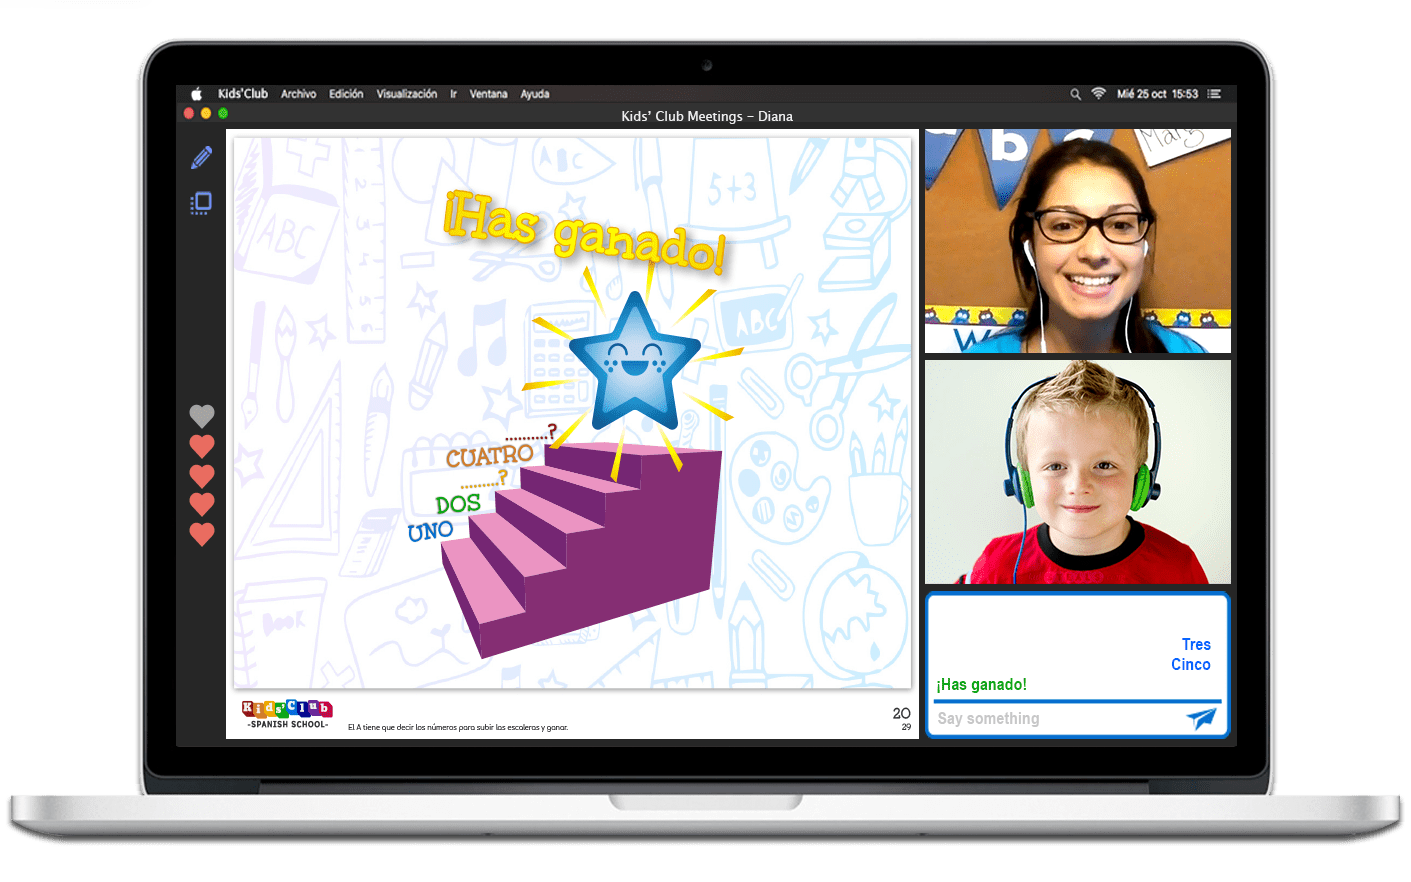 Kids'Club Archivo Edición Visualización Ir Ventana Ayuda
Mié 25 oct 15:53
Kids' Club Meetings - Diana
¡Has ganado!
..........?
CUATRO
.........?
DOS
UNO
ABC
5+3
ABC
ABC
Book
Kids'Club
-SPANISH SCHOOL-
El A tiene que decir los números para subir las escaleras y ganar.
20
29
b
Tres
Cinco
¡Has ganado!
Say something